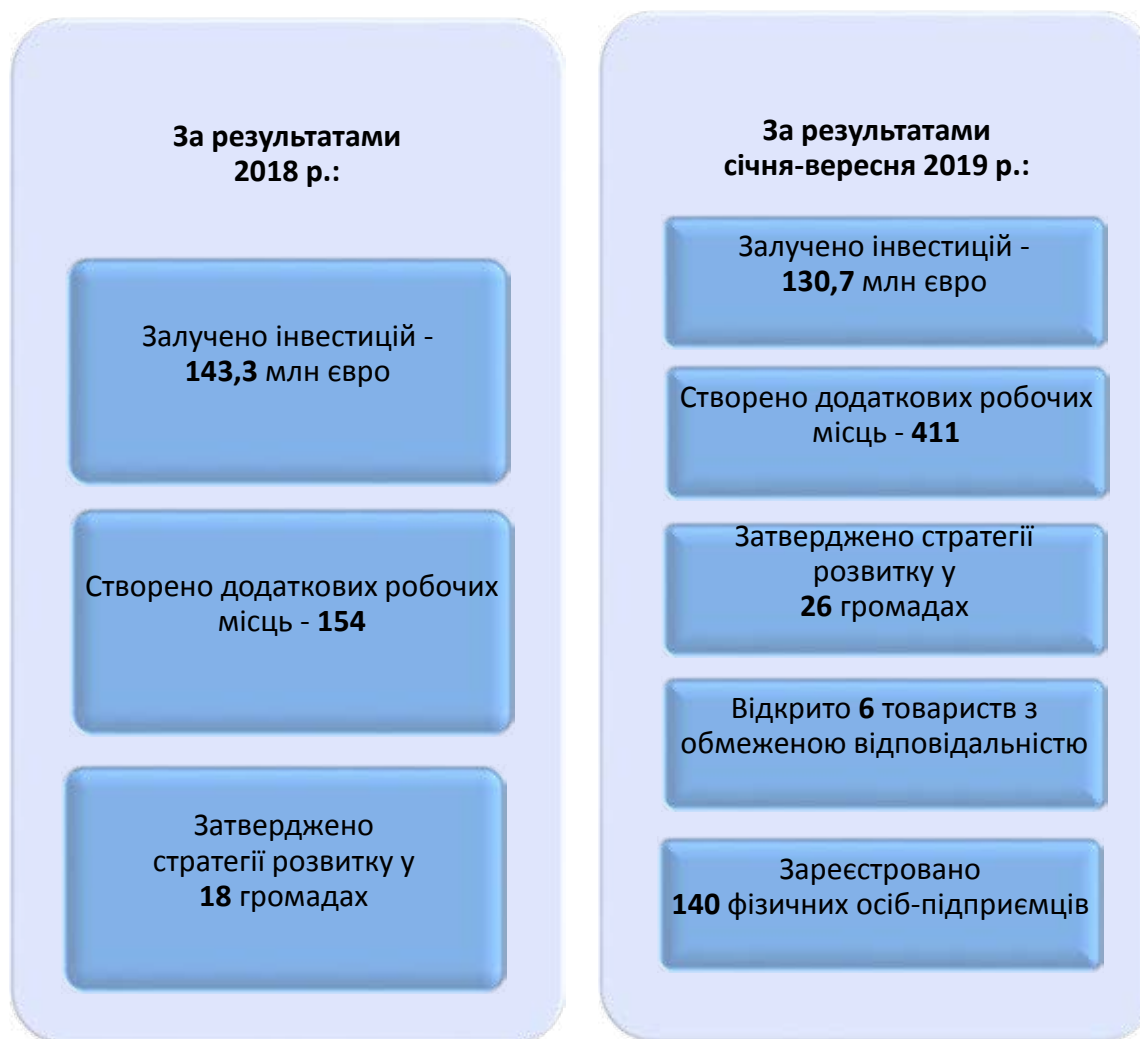 За результатами
2018 р.:
Залучено інвестицій -
143,3 млн євро
Створено додаткових робочих
місць - 154
Затверджено
стратегії розвитку у
18 громадах
За результатами
січня-вересня 2019 р.:
Залучено інвестицій -
130,7 млн євро
Створено додаткових робочих
місць - 411
Затверджено стратегії
розвитку у
26 громадах
Відкрито 6 товариств з
обмеженою відповідальністю
Зареєстровано
140 фізичних осіб-підприємців